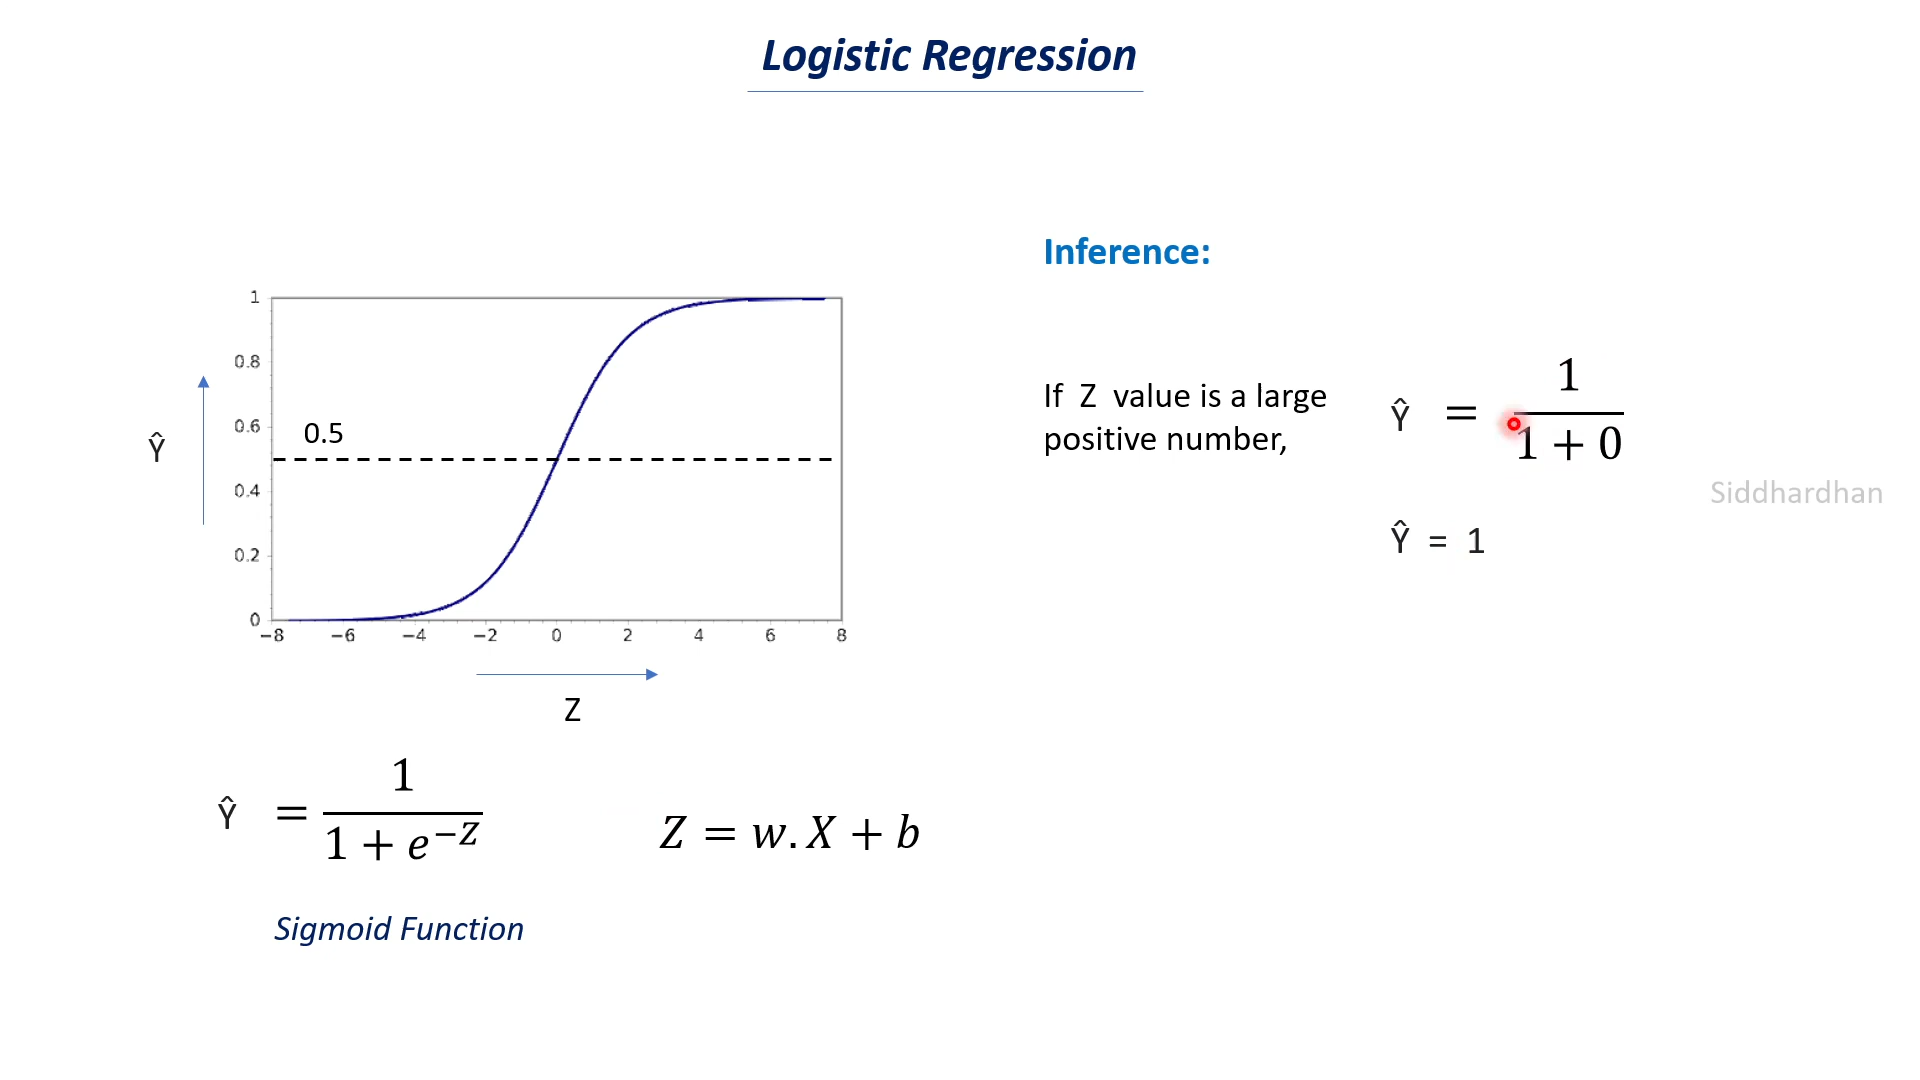 Logistic Regression
Inference:
1
0.8
0.6
0.4
0.2
0
0.5
Ŷ
−8 −6 −4 −2 0 2 4 6 8
Z
If Z value is a large
positive number,
Ŷ = 1 / 1 + 0
Siddhardhan
Ŷ = 1
Ŷ = 1 / 1 + e^−Z
Z = w. X + b
Sigmoid Function